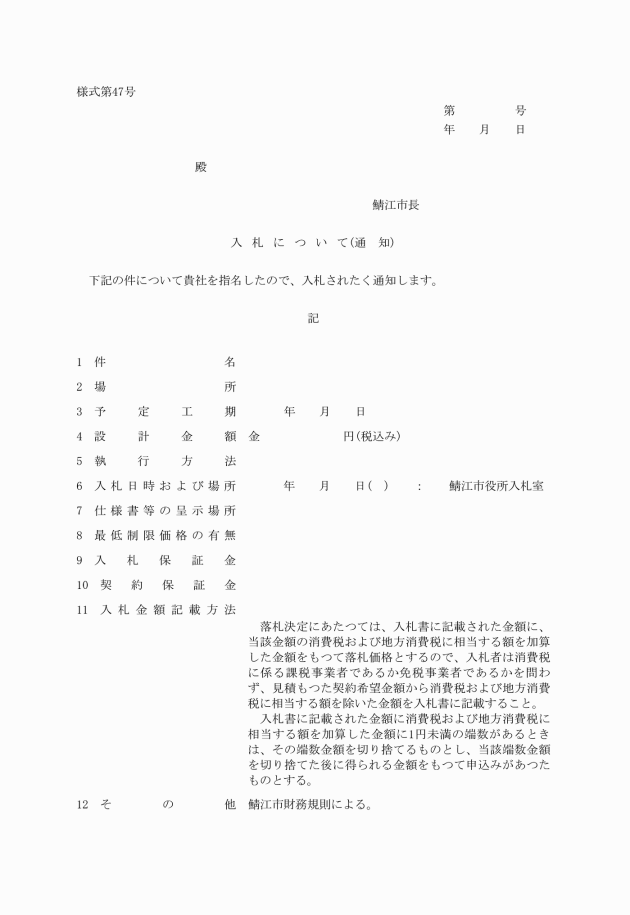 様式第47号
第　　　　　号
年　　月　　日
殿
鯖江市長
入　札　に　つ　い　て(通　知)
下記の件について貴社を指名したので、入札されたく通知します。
記
1　件　　　　　　　　　　名
2　場　　　　　　　　　　所
3　予　　定　　工　　期　　　　年　　月　　日
4　設　　計　　金　　額　金　　　　　　　円(税込み)
5　執　　行　　方　　法
6　入札日時および場所　　　　年　　月　　日(　)　　:　　鯖江市役所入札室
7　仕様書等の呈示場所
8　最低制限価格の有無
9　入　札　保　証　金
10　契　約　保　証　金
11　入札金額記載方法
落札決定にあたつては、入札書に記載された金額に、
当該金額の消費税および地方消費税に相当する額を加算
した金額をもつて落札価格とするので、入札者は消費税
に係る課税事業者であるか免税事業者であるかを問わ
ず、見積もつた契約希望金額から消費税および地方消費
税に相当する額を除いた金額を入札書に記載すること。
入札書に記載された金額に消費税および地方消費税に
相当する額を加算した金額に1円未満の端数があるとき
は、その端数金額を切り捨てるものとし、当該端数金額
を切り捨てた後に得られる金額をもつて申込みがあつた
ものとする。
12　そ　　　の　　　他　鯖江市財務規則による。